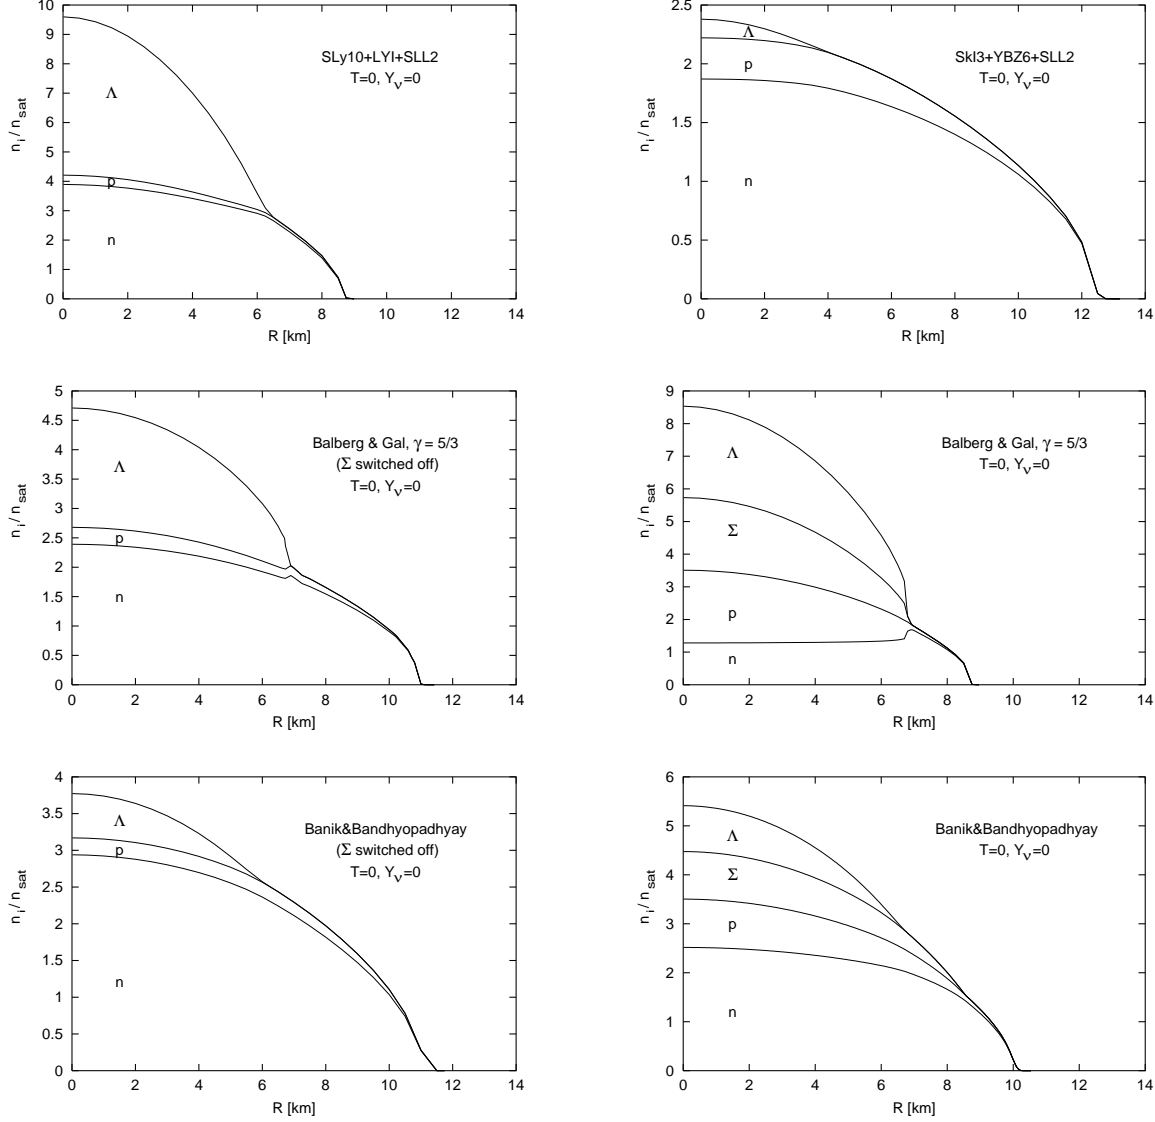 10
9
8
7
6
5
4
3
2
1
0
n_i / n_sat
SLy10+LYI+SLL2
T=0, Y_ν=0
Λ
p
n
0 2 4 6 8 10 12 14
R [km]
2.5
2
1.5
1
0.5
0
n_i / n_sat
SkI3+YBZ6+SLL2
T=0, Y_ν=0
Λ
p
n
0 2 4 6 8 10 12 14
R [km]
5
4.5
4
3.5
3
2.5
2
1.5
1
0.5
0
n_i / n_sat
Balberg & Gal, γ = 5/3
(Σ switched off)
T=0, Y_ν=0
Λ
p
n
0 2 4 6 8 10 12 14
R [km]
9
8
7
6
5
4
3
2
1
0
n_i / n_sat
Balberg & Gal, γ = 5/3
T=0, Y_ν=0
Λ
Σ
p
n
0 2 4 6 8 10 12 14
R [km]
4
3.5
3
2.5
2
1.5
1
0.5
0
n_i / n_sat
Banik&Bandhyopadhyay
(Σ switched off)
T=0, Y_ν=0
Λ
p
n
0 2 4 6 8 10 12 14
R [km]
6
5
4
3
2
1
0
n_i / n_sat
Banik&Bandhyopadhyay
T=0, Y_ν=0
Λ
Σ
p
n
0 2 4 6 8 10 12 14
R [km]